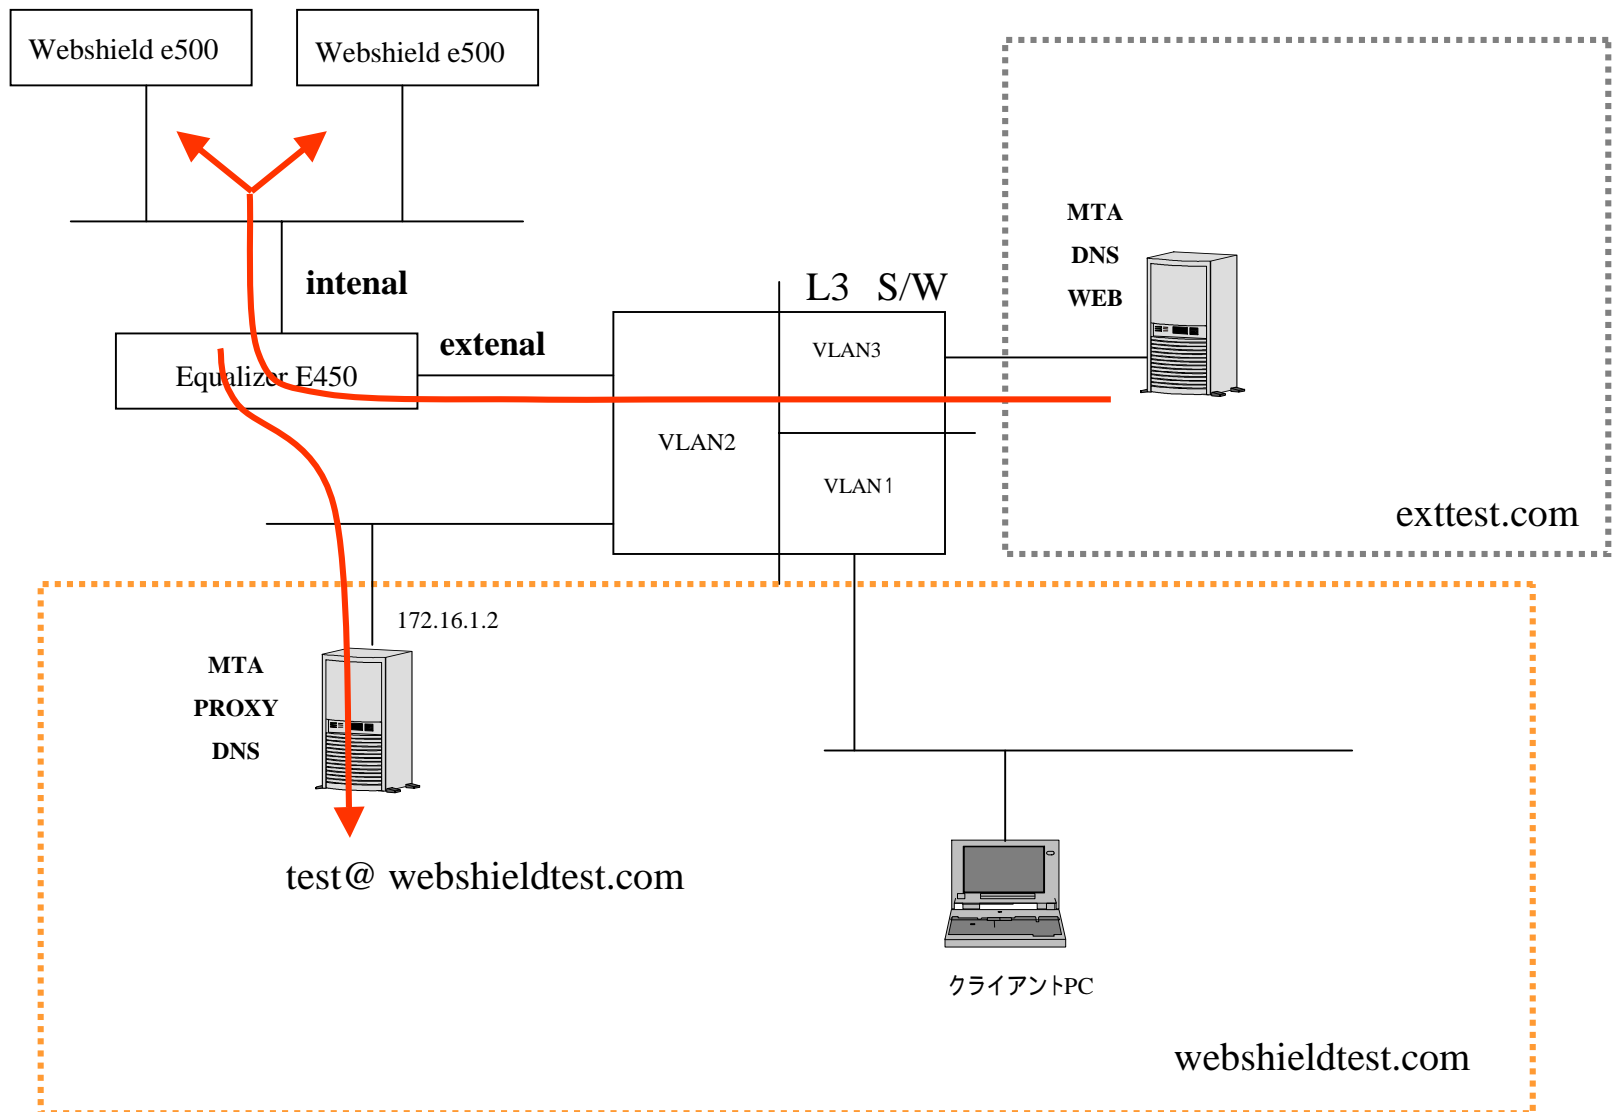 Webshield e500
Webshield e500
MTA
DNS
WEB
intenal
L3 S/W
extenal
VLAN3
Equalizer E450
VLAN2
VLAN1
exttest.com
172.16.1.2
MTA
PROXY
DNS
test@ webshieldtest.com
クライアントPC
webshieldtest.com